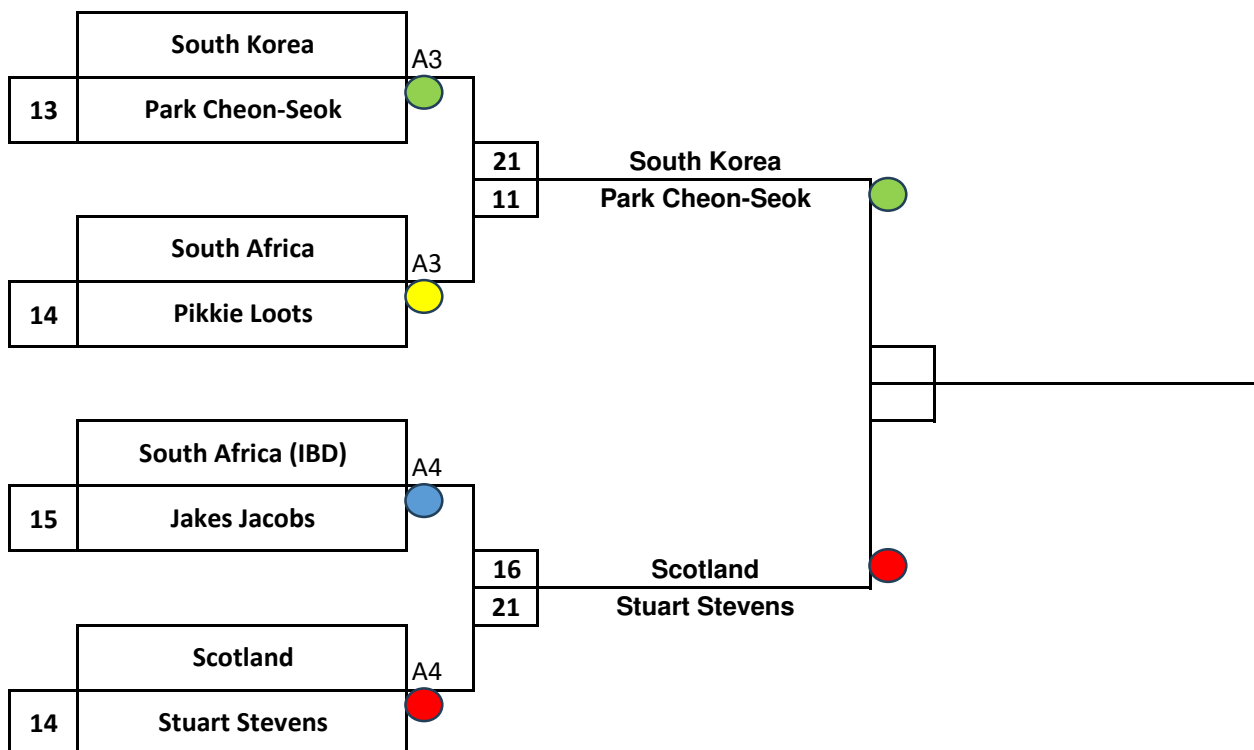 South Korea
A3
13
Park Cheon-Seok
21
South Korea
11
Park Cheon-Seok
South Africa
A3
14
Pikkie Loots
South Africa (IBD)
A4
15
Jakes Jacobs
16
Scotland
21
Stuart Stevens
Scotland
A4
14
Stuart Stevens